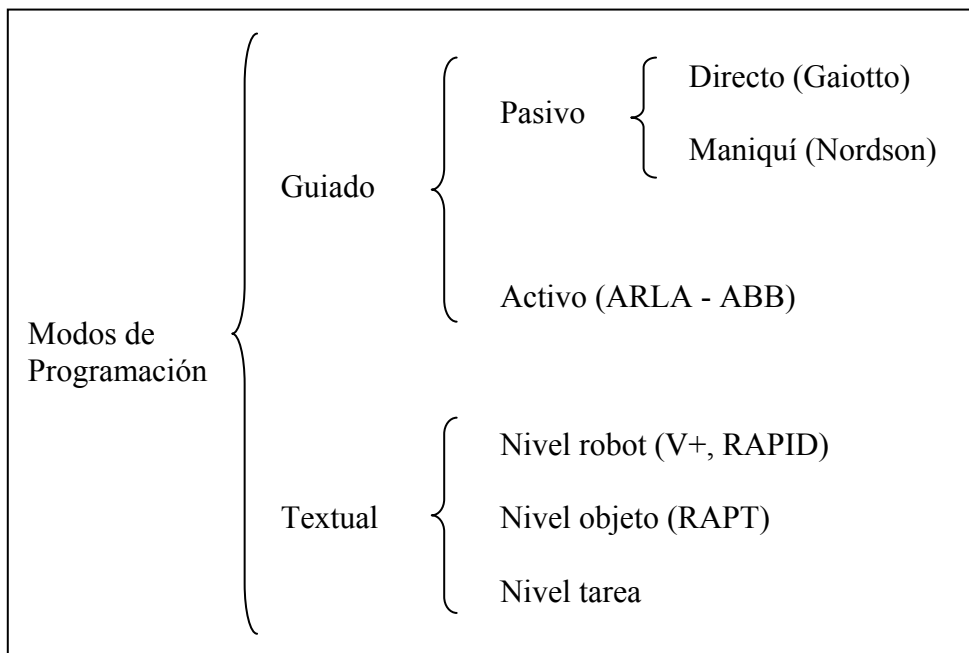 Modos de
Programación
Guiado
Pasivo
Directo (Gaiotto)
Maniquí (Nordson)
Activo (ARLA - ABB)
Textual
Nivel robot (V+, RAPID)
Nivel objeto (RAPT)
Nivel tarea